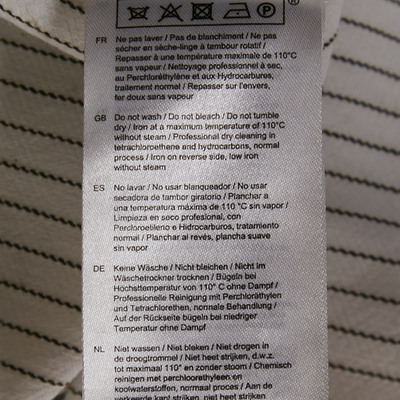 P
®
FR Ne pas laver / Pas de blanchiment / Ne pas
sécher en sèche-linge à tambour rotatif /
Repasser à une température maximale de 110°C
sans vapeur / Nettoyage professionnel à sec,
au Perchloréthylène et aux Hydrocarbures,
traitement normal / Repasser sur l'envers,
fer doux sans vapeur
GB Do not wash / Do not bleach / Do not tumble
dry / Iron at a maximum temperature of 110°C
without steam / Professional dry cleaning in
tetrachloroethene and hydrocarbons, normal
process / Iron on reverse side, low iron
without steam
ES No lavar / No usar blanqueador / No usar
secadora de tambor giratorio / Planchar a
una temperatura máxima de 110 °C sin vapor /
Limpieza en seco profesional, con
Percloroetileno e Hidrocarburos, tratamiento
normal / Planchar al revés, plancha suave
sin vapor
DE Keine Wäsche / Nicht bleichen / Nicht im
Wäschetrockner trocknen / Bügeln bei
Höchsttemperatur von 110° C ohne Dampf /
Professionelle Reinigung mit Perchloräthylen
und Tetrachlorethen, normale Behandlung /
Auf der Rückseite bügeln bei niedriger
Temperatur ohne Dampf
NL Niet wassen / Niet bleken / Niet drogen in
de droogtrommel / Niet heet strijken, d.w.z.
tot maximaal 110° en zonder stoom / Chemisch
reinigen met perchloorethyleen en
koolwaterstoffen, normaal proces / Aan de
verkeerde kant strijken, niet heet strijken